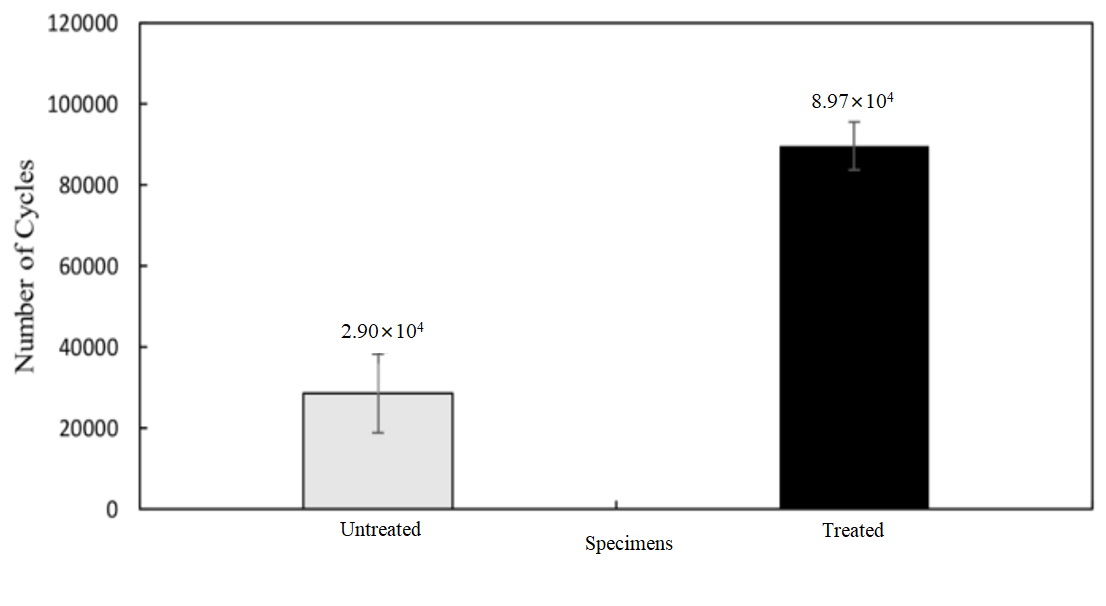 120000
100000
80000
60000
40000
20000
0
Number of Cycles
2.90×10⁴
8.97×10⁴
Untreated
Treated
Specimens